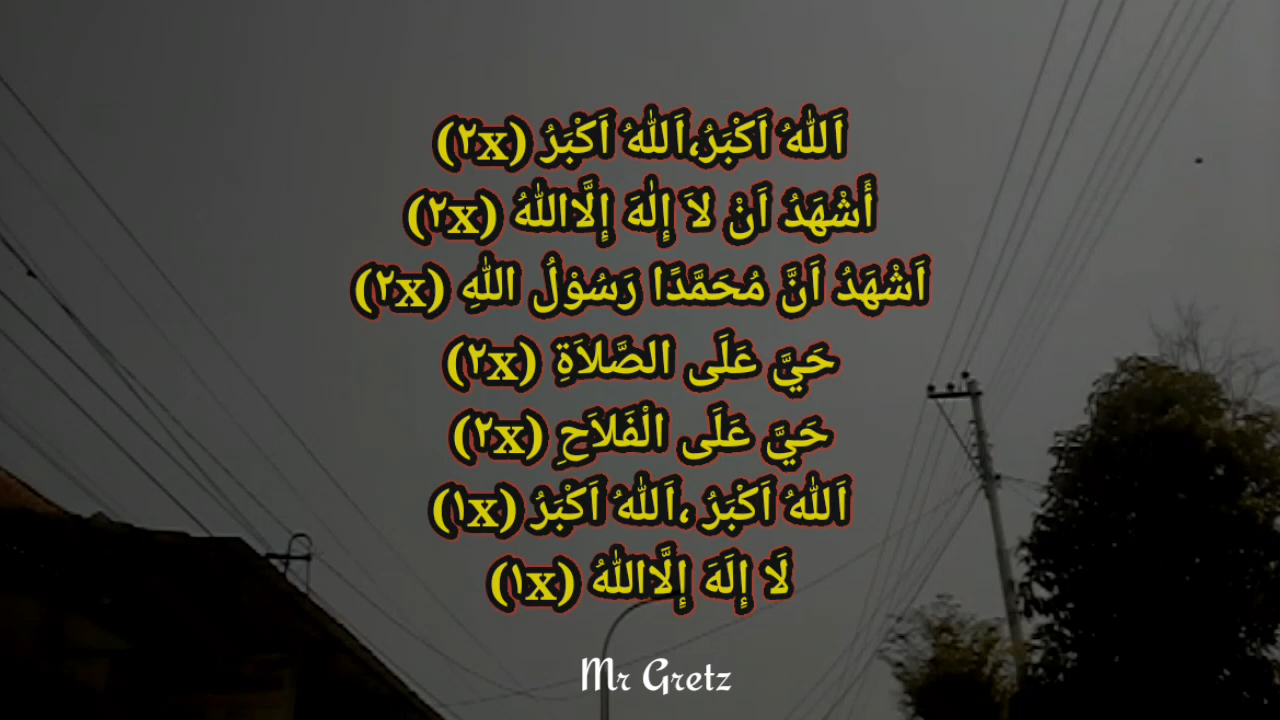 اَللّٰهُ اَكْبَرُ،اَللّٰهُ اَكْبَرُ (٢x)
أَشْهَدُ اَنْ لاَ إِلٰهَ إِلَّااللّٰهُ (٢x)
اَشْهَدُ اَنَّ مُحَمَّدًا رَسُوْلُ اللّٰهِ (٢x)
حَيَّ عَلَى الصَّلاَةِ (٢x)
حَيَّ عَلَى الْفَلاَحِ (٢x)
اَللّٰهُ اَكْبَرُ ،اَللّٰهُ اَكْبَرُ (١x)
لَا إِلَهَ إِلَّااللّٰهُ (١x)
Mr Gretz